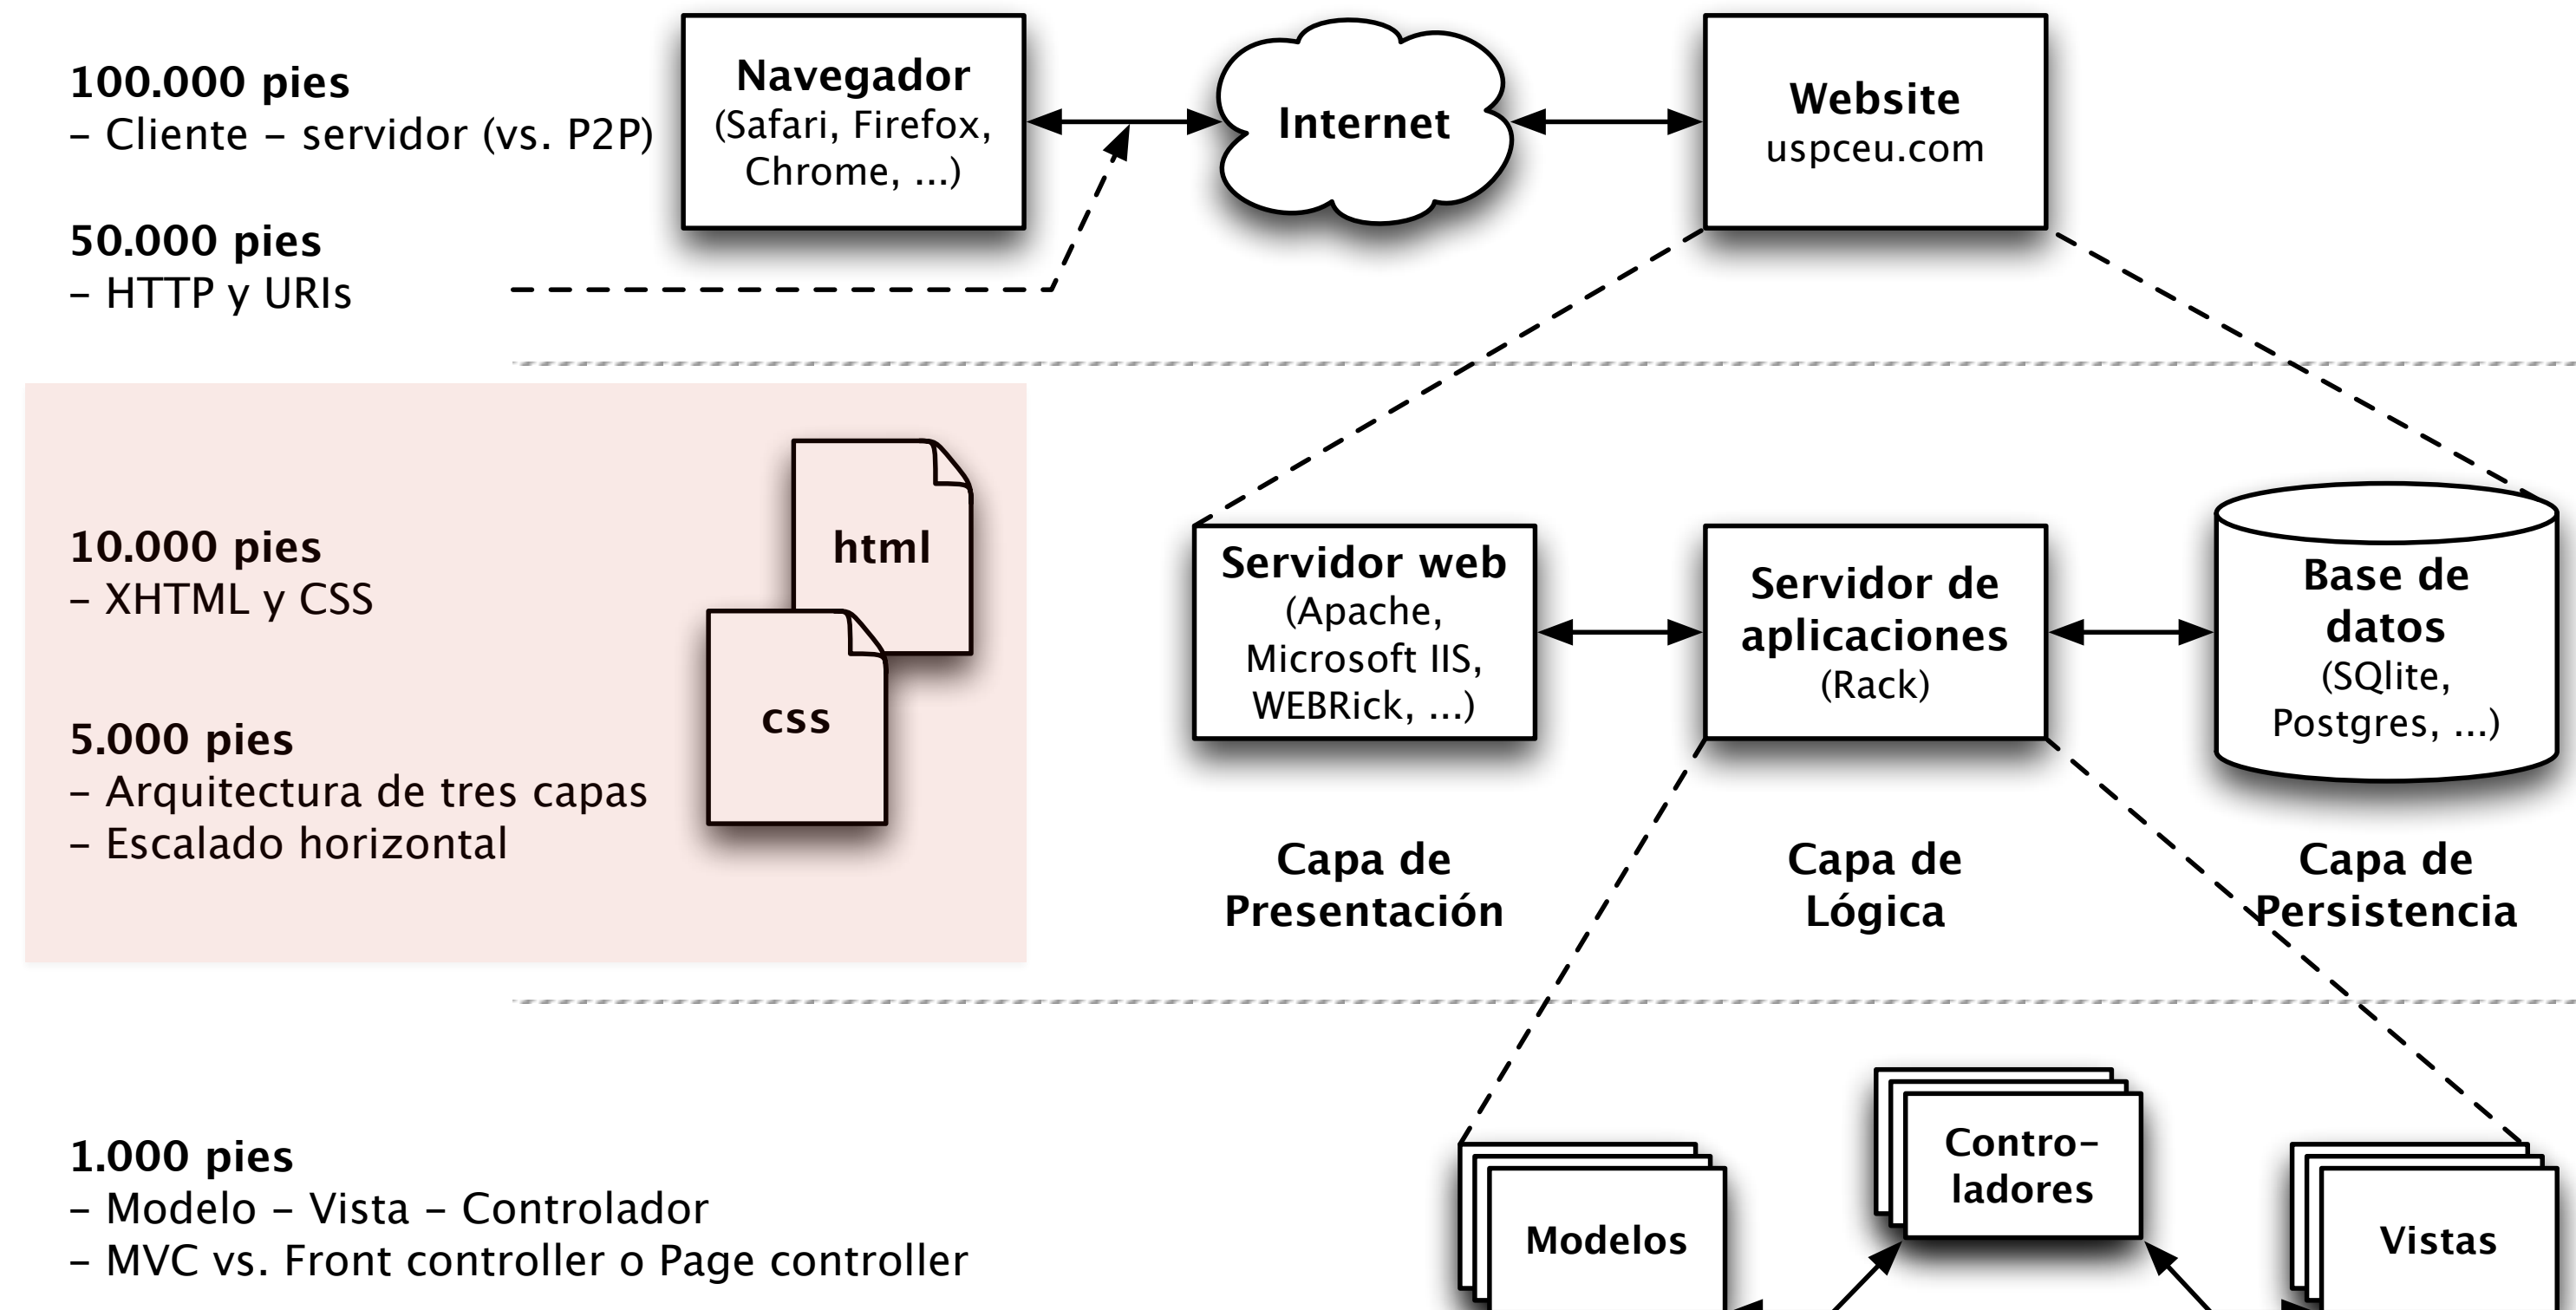 100.000 pies
– Cliente – servidor (vs. P2P)
50.000 pies
– HTTP y URIs
Navegador
(Safari, Firefox,
Chrome, ...)
Internet
Website
uspceu.com
10.000 pies
– XHTML y CSS
5.000 pies
– Arquitectura de tres capas
– Escalado horizontal
html
css
Servidor web
(Apache,
Microsoft IIS,
WEBRick, ...)
Servidor de
aplicaciones
(Rack)
Base de
datos
(SQlite,
Postgres, ...)
Capa de
Presentación
Capa de
Lógica
Capa de
Persistencia
1.000 pies
– Modelo – Vista – Controlador
– MVC vs. Front controller o Page controller
Modelos
Contro–
ladores
Vistas